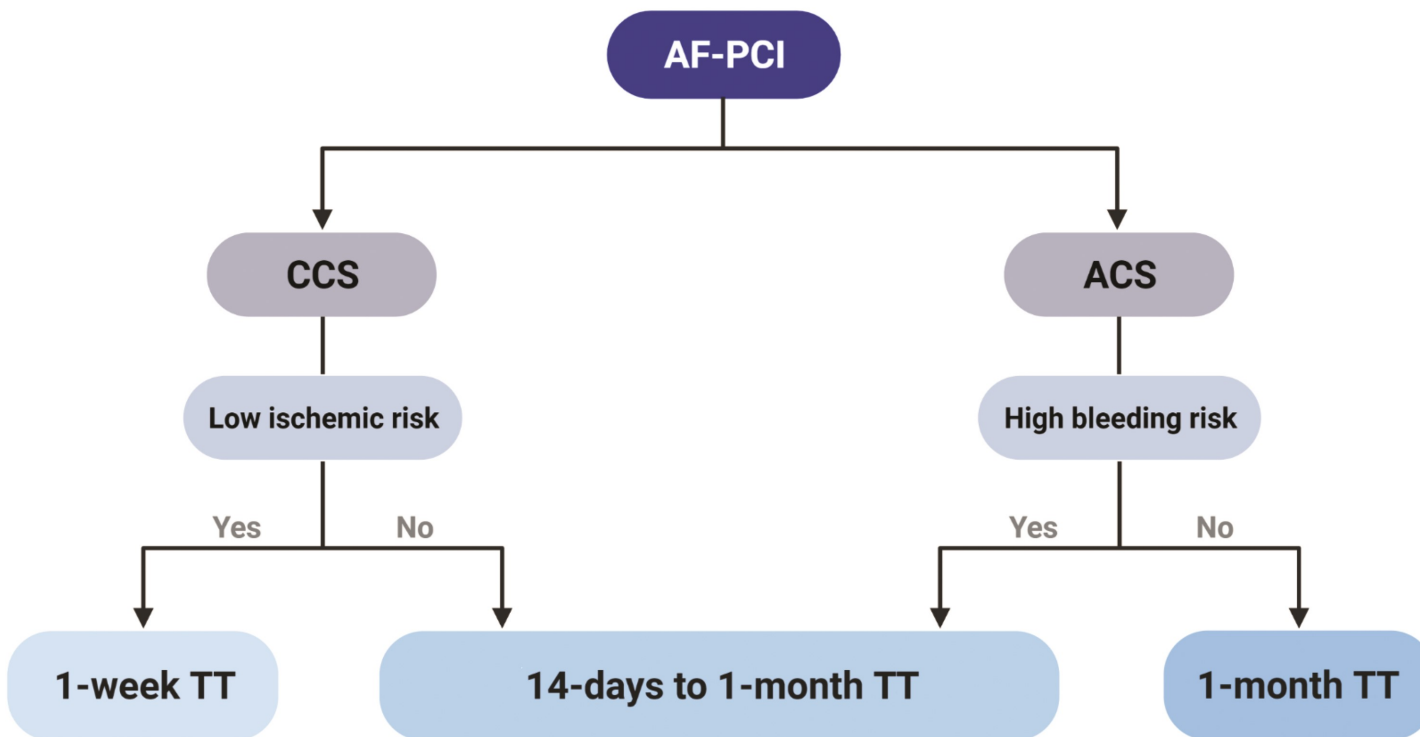 AF-PCI
CCS
ACS
Low ischemic risk
High bleeding risk
Yes
No
Yes
No
1-week TT
14-days to 1-month TT
1-month TT